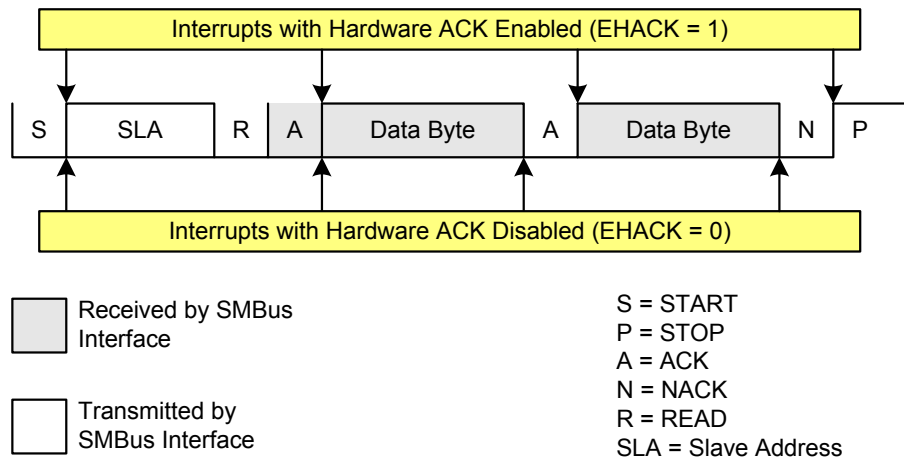 Interrupts with Hardware ACK Enabled (EHACK = 1)
S SLA R A Data Byte A Data Byte N P
Interrupts with Hardware ACK Disabled (EHACK = 0)
Received by SMBus
Interface
Transmitted by
SMBus Interface
S = START
P = STOP
A = ACK
N = NACK
R = READ
SLA = Slave Address